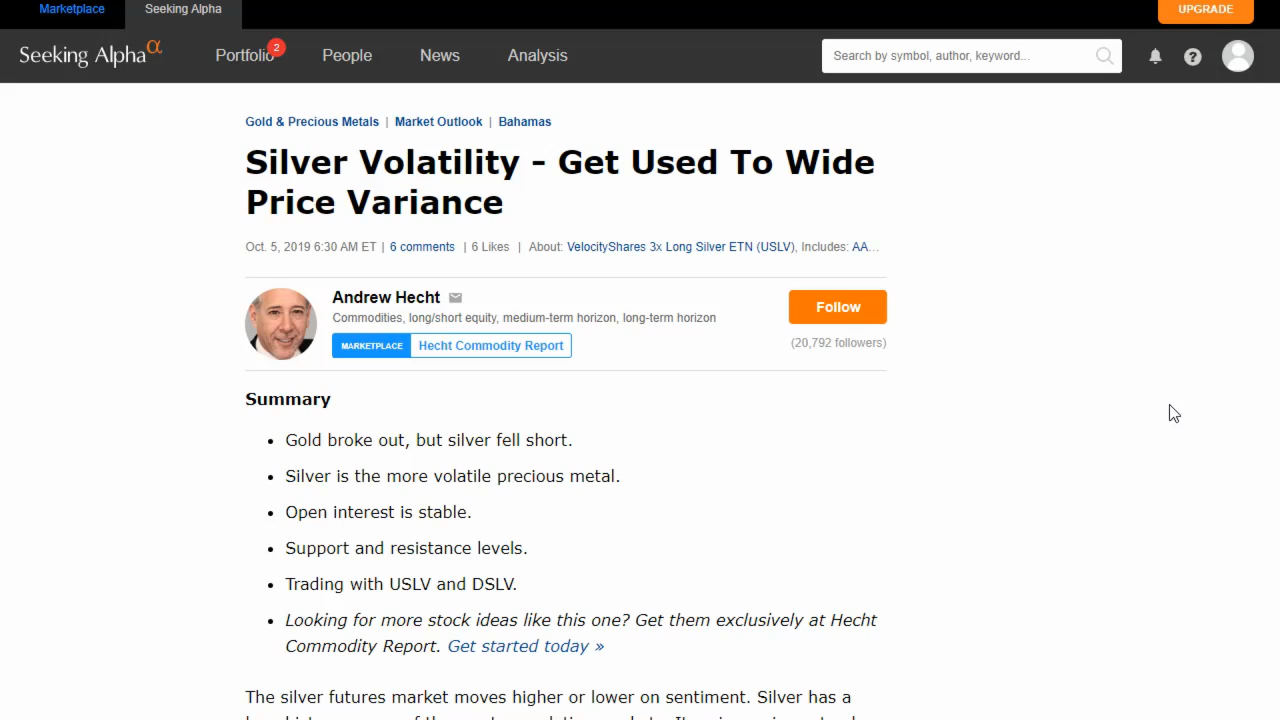 Marketplace
Seeking Alpha
UPGRADE
Seeking Alphaα
Portfolio
2
People
News
Analysis
Search by symbol, author, keyword...
?
Gold & Precious Metals | Market Outlook | Bahamas
Silver Volatility - Get Used To Wide
Price Variance
Oct. 5, 2019 6:30 AM ET | 6 comments | 6 Likes | About: VelocityShares 3x Long Silver ETN (USLV), Includes: AA…
Andrew Hecht
Commodities, long/short equity, medium-term horizon, long-term horizon
MARKETPLACE Hecht Commodity Report
Follow
(20,792 followers)
Summary
• Gold broke out, but silver fell short.
• Silver is the more volatile precious metal.
• Open interest is stable.
• Support and resistance levels.
• Trading with USLV and DSLV.
• Looking for more stock ideas like this one? Get them exclusively at Hecht
Commodity Report. Get started today »
The silver futures market moves higher or lower on sentiment. Silver has a